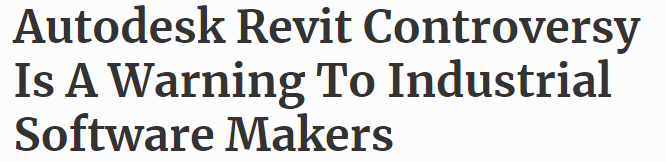 Autodesk Revit Controversy
Is A Warning To Industrial
Software Makers